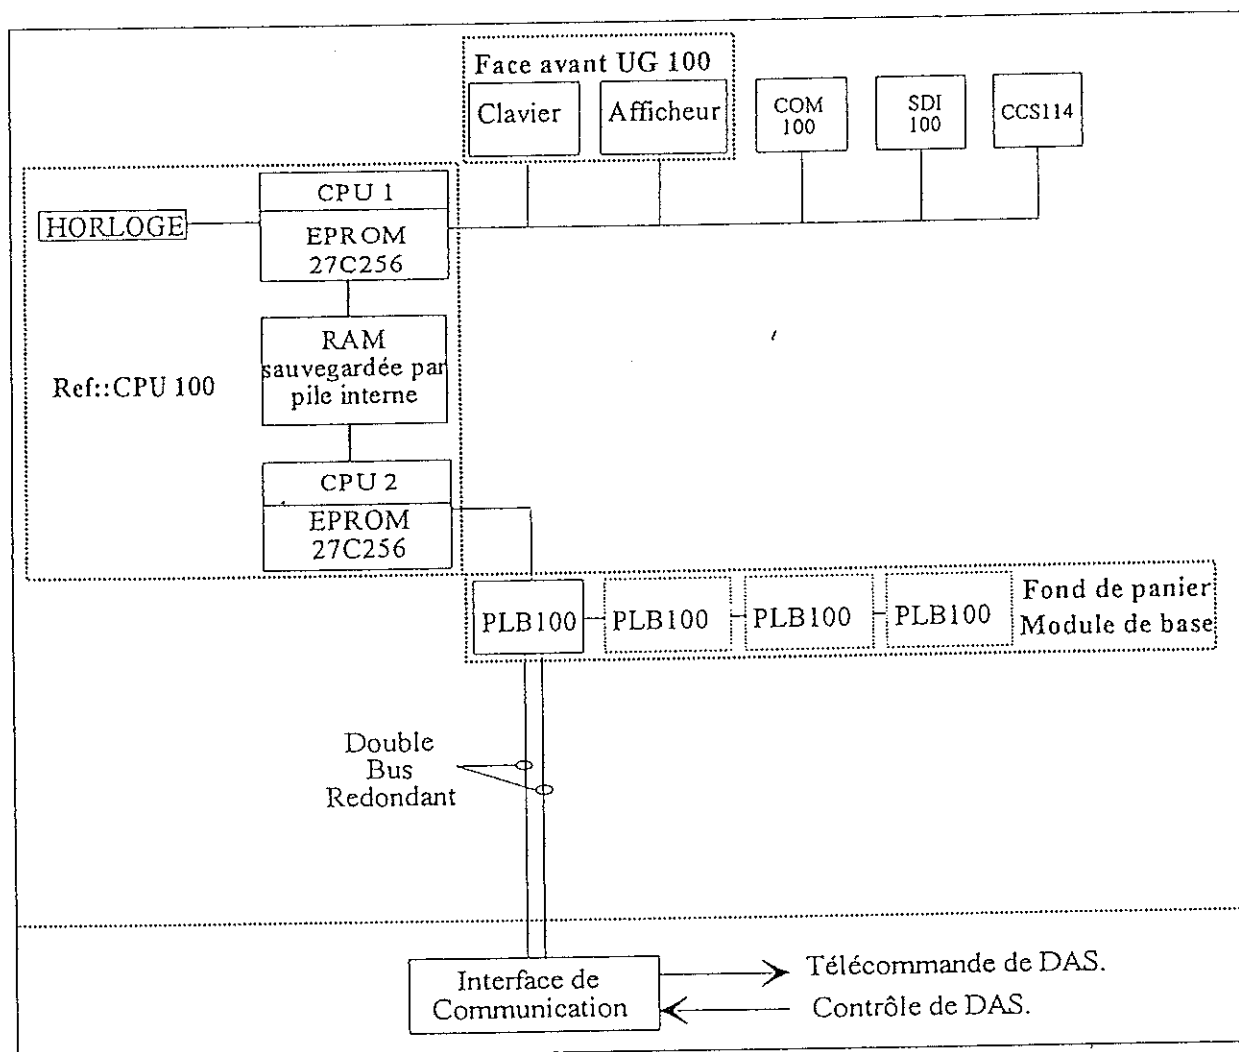 Face avant UG 100
Clavier
Afficheur
COM
100
SDI
100
CCS114
HORLOGE
CPU 1
EPROM
27C256
RAM
sauvegardée par
pile interne
Ref::CPU 100
CPU 2
EPROM
27C256
PLB100
PLB100
PLB100
PLB100
Fond de panier
Module de base
Double
Bus
Redondant
Interface de
Communication
Télécommande de DAS.
Contrôle de DAS.